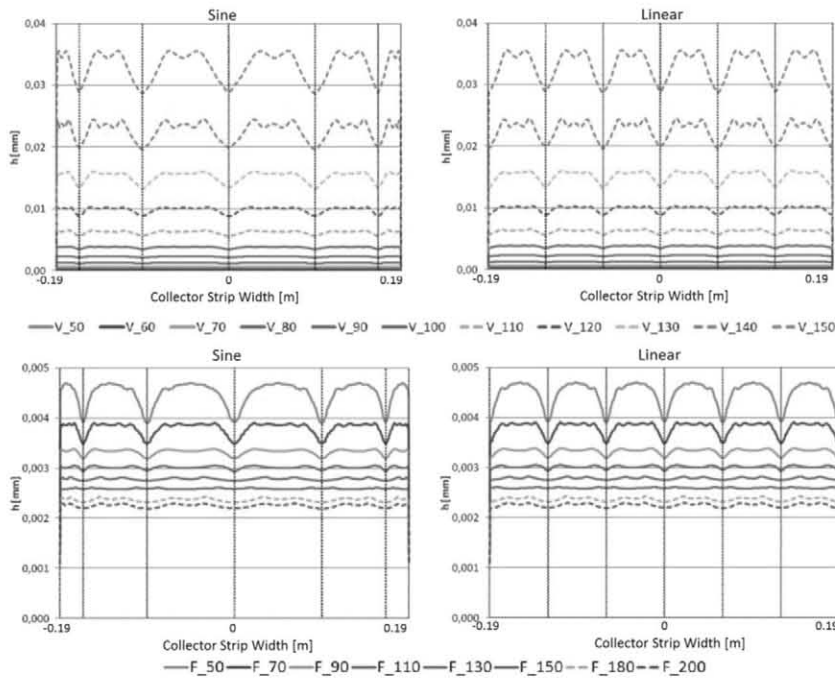 Sine
Linear
0,04
0,03
0,02
0,01
0,00
h [mm]
-0.19
0
0.19
Collector Strip Width [m]
0,04
0,03
0,02
0,01
0,00
h [mm]
-0.19
0
0.19
Collector Strip Width [m]
V_50 V_60 V_70 V_80 V_90 V_100 V_110 V_120 V_130 V_140 V_150
Sine
Linear
0,005
0,004
0,003
0,002
0,001
0,000
h [mm]
-0.19
0
0.19
Collector Strip Width [m]
0,005
0,004
0,003
0,002
0,001
0,000
h [mm]
-0.19
0
0.19
Collector Strip Width [m]
F_50 F_70 F_90 F_110 F_130 F_150 F_180 F_200